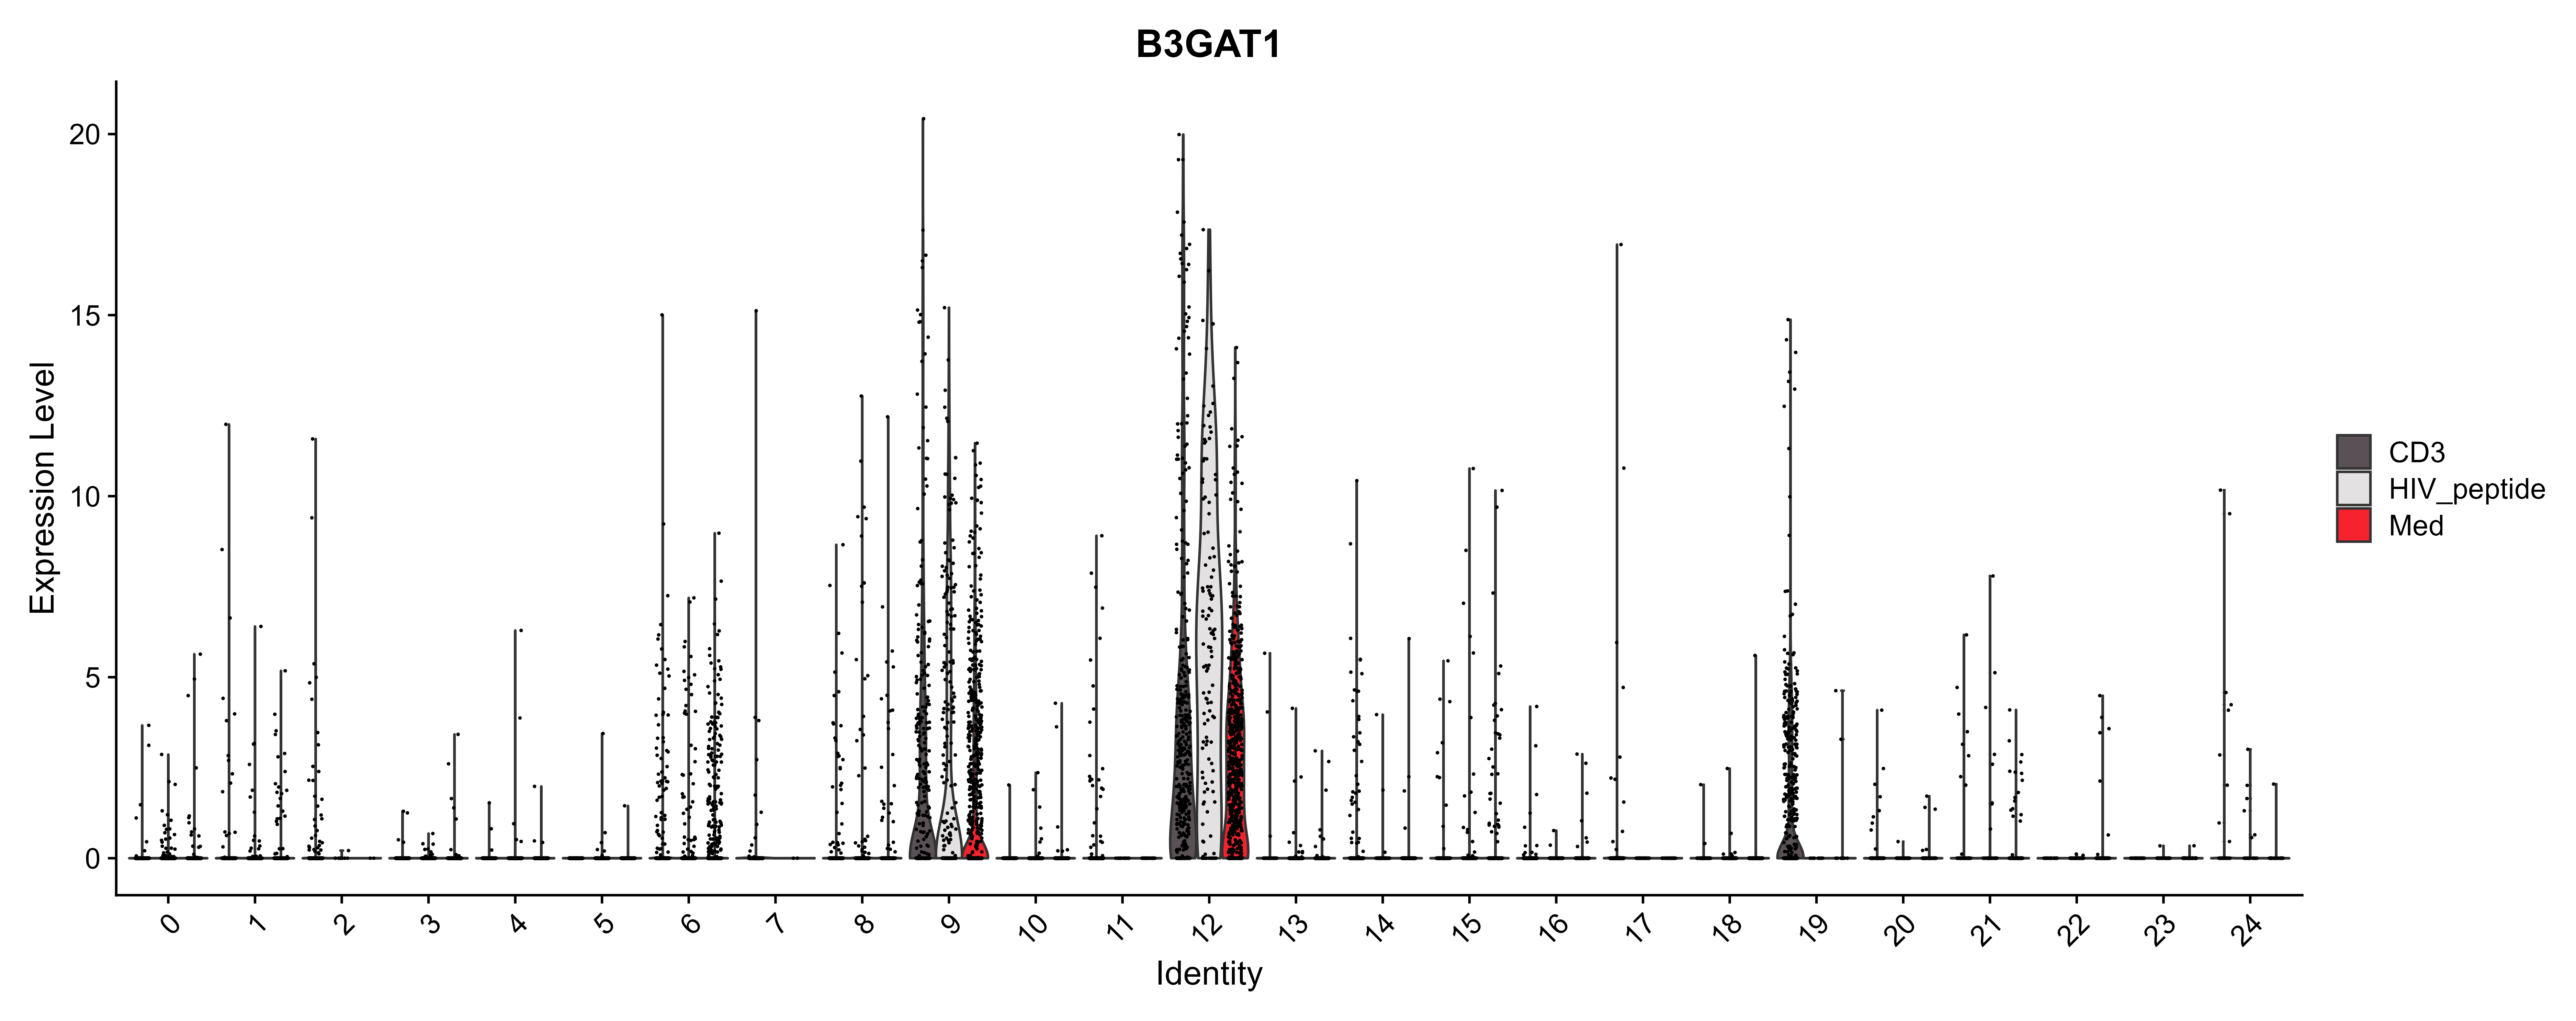 B3GAT1
Expression Level
20
15
10
5
0
0 1 2 3 4 5 6 7 8 9 10 11 12 13 14 15 16 17 18 19 20 21 22 23 24
Identity
CD3
HIV_peptide
Med